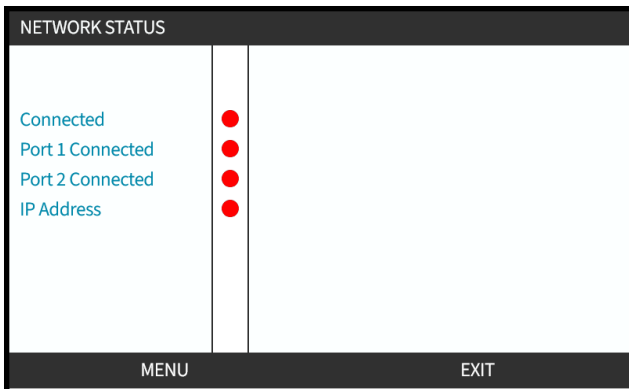 NETWORK STATUS
Connected
Port 1 Connected
Port 2 Connected
IP Address
MENU EXIT